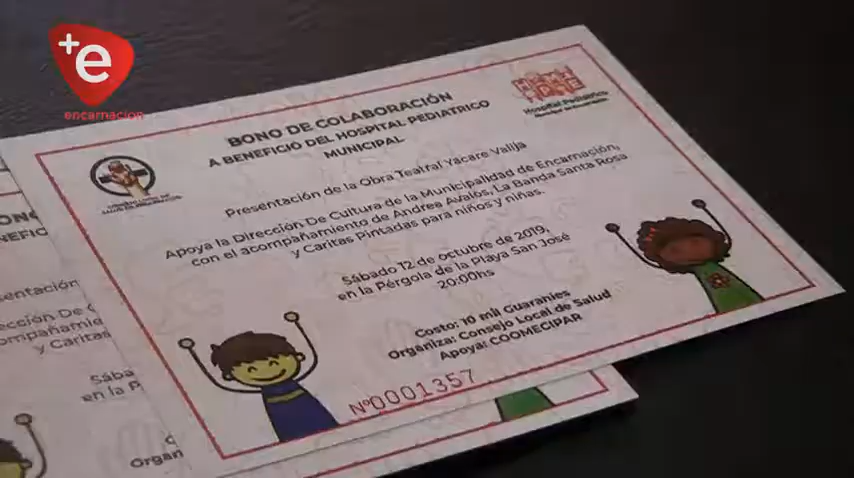 +e
encarnación
BONO DE COLABORACIÓN
A BENEFICIO DEL HOSPITAL PEDIATRICO
MUNICIPAL
Hospital Pediátrico
Presentación de la Obra Teatral Yacare Valija
Apoya la Dirección De Cultura de la Municipalidad de Encarnación,
con el acompañamiento de Andrea Avalos, La Banda Santa Rosa
y Caritas Pintadas para niños y niñas.
Sábado 12 de octubre de 2019,
en la Pérgola de la Playa San José
20:00hs
Costo: 10 mil Guaraníes
Organiza: Consejo Local de Salud
Apoya: COOMECIPAR
Nº0001357